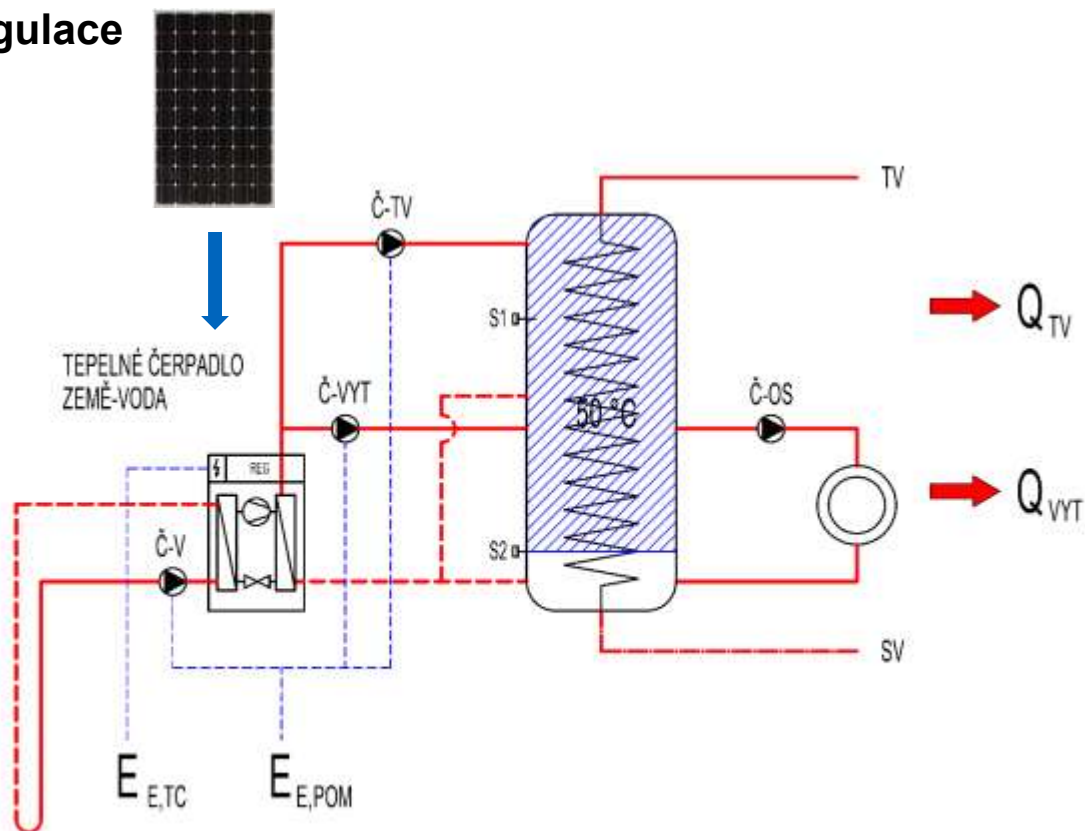 gulace
TV
Č-TV
S1
Q TV
TEPELNÉ ČERPADLO
ZEMĚ-VODA
Č-VYT
50 °C
Č-OS
REG
Q VYT
Č-V
S2
SV
E E,TC
E E,POM